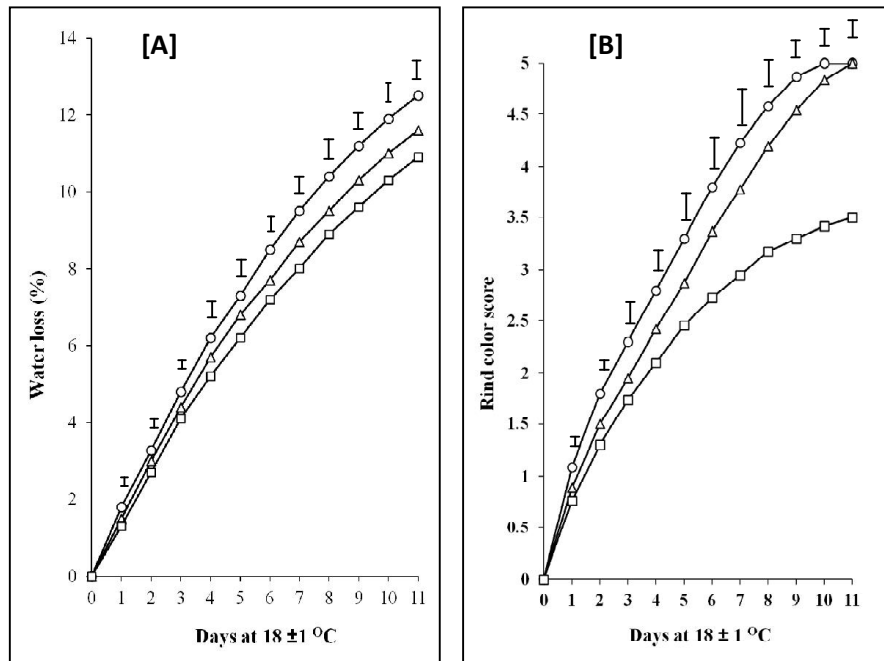 [A]
14
12
10
8
6
4
2
0
Water loss (%)
0 1 2 3 4 5 6 7 8 9 10 11
Days at 18 ±1 ᴼC
[B]
5
4.5
4
3.5
3
2.5
2
1.5
1
0.5
0
Rind color score
0 1 2 3 4 5 6 7 8 9 10 11
Days at 18 ± 1 ᴼC